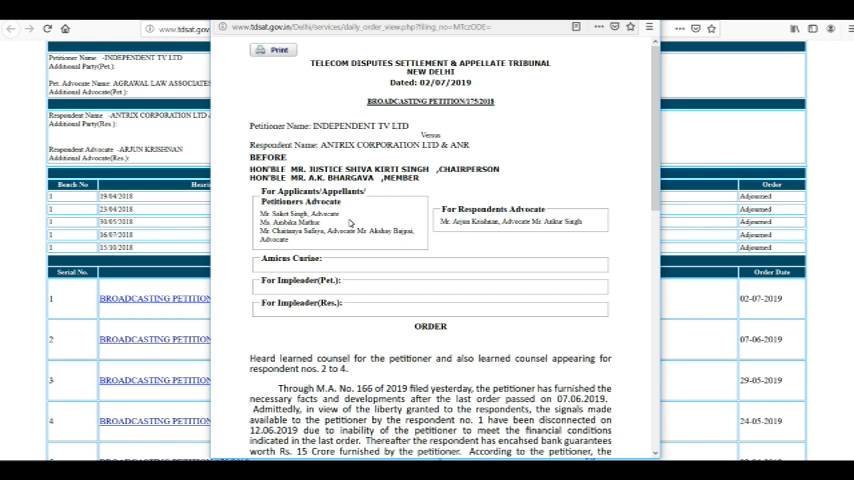 www.tdsat.gov.in/Delhi/services/daily_order_view.php?filing_no=MTczODE=
www.tdsat.gov
Print
TELECOM DISPUTES SETTLEMENT & APPELLATE TRIBUNAL
NEW DELHI
Dated: 02/07/2019
BROADCASTING PETITION/175/2018
Petitioner Name: INDEPENDENT TV LTD
Versus
Respondent Name: ANTRIX CORPORATION LTD & ANR
BEFORE
HON'BLE MR. JUSTICE SHIVA KIRTI SINGH ,CHAIRPERSON
HON'BLE MR. A.K. BHARGAVA ,MEMBER
For Applicants/Appellants/
Petitioners Advocate
Mr. Saket Singh, Advocate
Ms. Ambika Mathur
Mr. Chaitanya Safaya, Advocate Mr. Akshay Bajpai,
Advocate
For Respondents Advocate
Mr. Arjun Krishnan, Advocate Mr. Ankur Singh
Amicus Curiae:
For Impleader(Pet.):
For Impleader(Res.):
ORDER
Heard learned counsel for the petitioner and also learned counsel appearing for
respondent nos. 2 to 4.
Through M.A. No. 166 of 2019 filed yesterday, the petitioner has furnished the
necessary facts and developments after the last order passed on 07.06.2019.
Admittedly, in view of the liberty granted to the respondents, the signals made
available to the petitioner by the respondent no. 1 have been disconnected on
12.06.2019 due to inability of the petitioner to meet the financial conditions
indicated in the last order. Thereafter the respondent has encashed bank guarantees
worth Rs. 15 Crore furnished by the petitioner. According to the petitioner, the
Petitioner Name -INDEPENDENT TV LTD
Additional Party(Pet.):
Pet. Advocate Name: AGRAWAL LAW ASSOCIATES
Additional Advocate(Pet.):
Respondent Name -ANTRIX CORPORATION LTD &
Additional Party(Res.):
Respondent Advocate -ARJUN KRISHNAN
Additional Advocate(Res.):
Bench No Order
1 19/04/2018 Adjourned
1 23/04/2018 Adjourned
1 30/05/2018 Adjourned
1 16/07/2018 Adjourned
1 15/10/2018 Adjourned
Serial No. Order Date
1 BROADCASTING PETITION 02-07-2019
2 BROADCASTING PETITION 07-06-2019
3 BROADCASTING PETITION 29-05-2019
4 BROADCASTING PETITION 24-05-2019